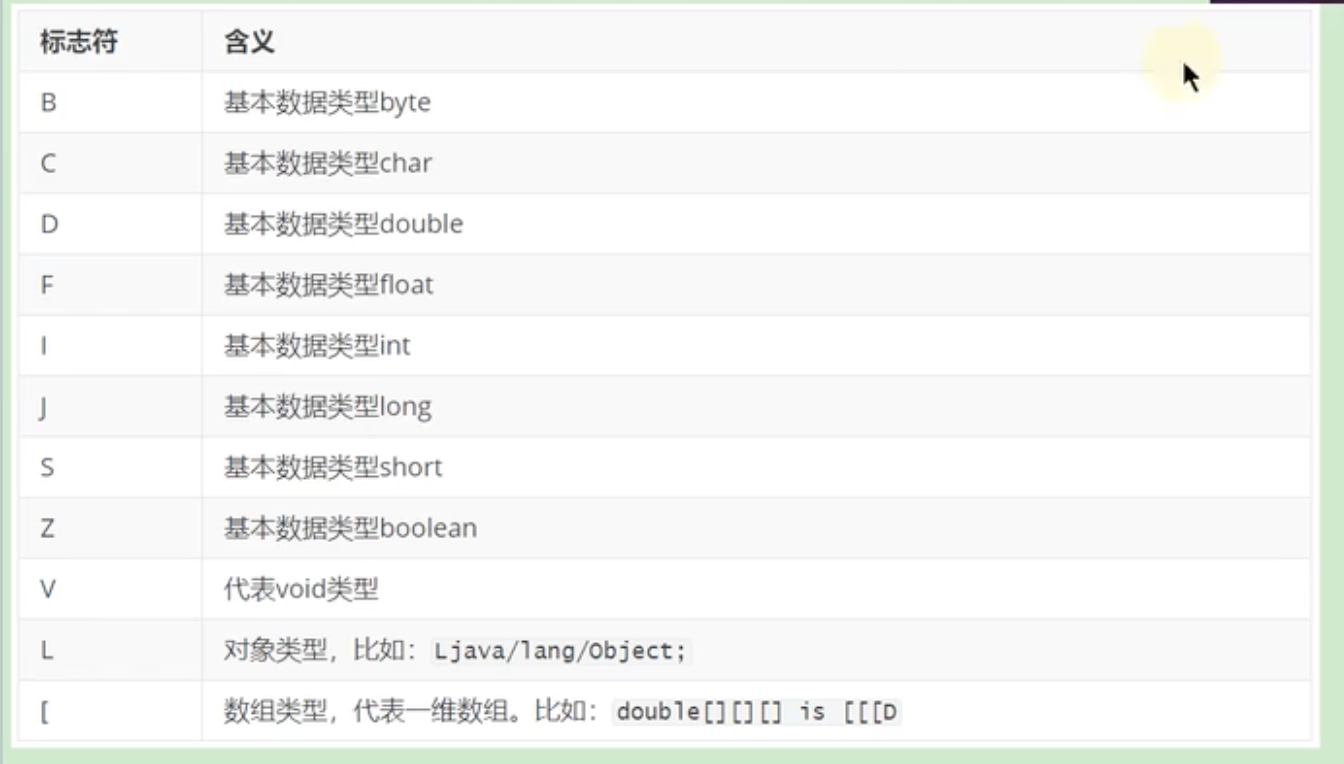 标志符 含义
B 基本数据类型byte
C 基本数据类型char
D 基本数据类型double
F 基本数据类型float
I 基本数据类型int
J 基本数据类型long
S 基本数据类型short
Z 基本数据类型boolean
V 代表void类型
L 对象类型，比如：Ljava/lang/Object;
[ 数组类型，代表一维数组。比如：double[][][] is [[[D